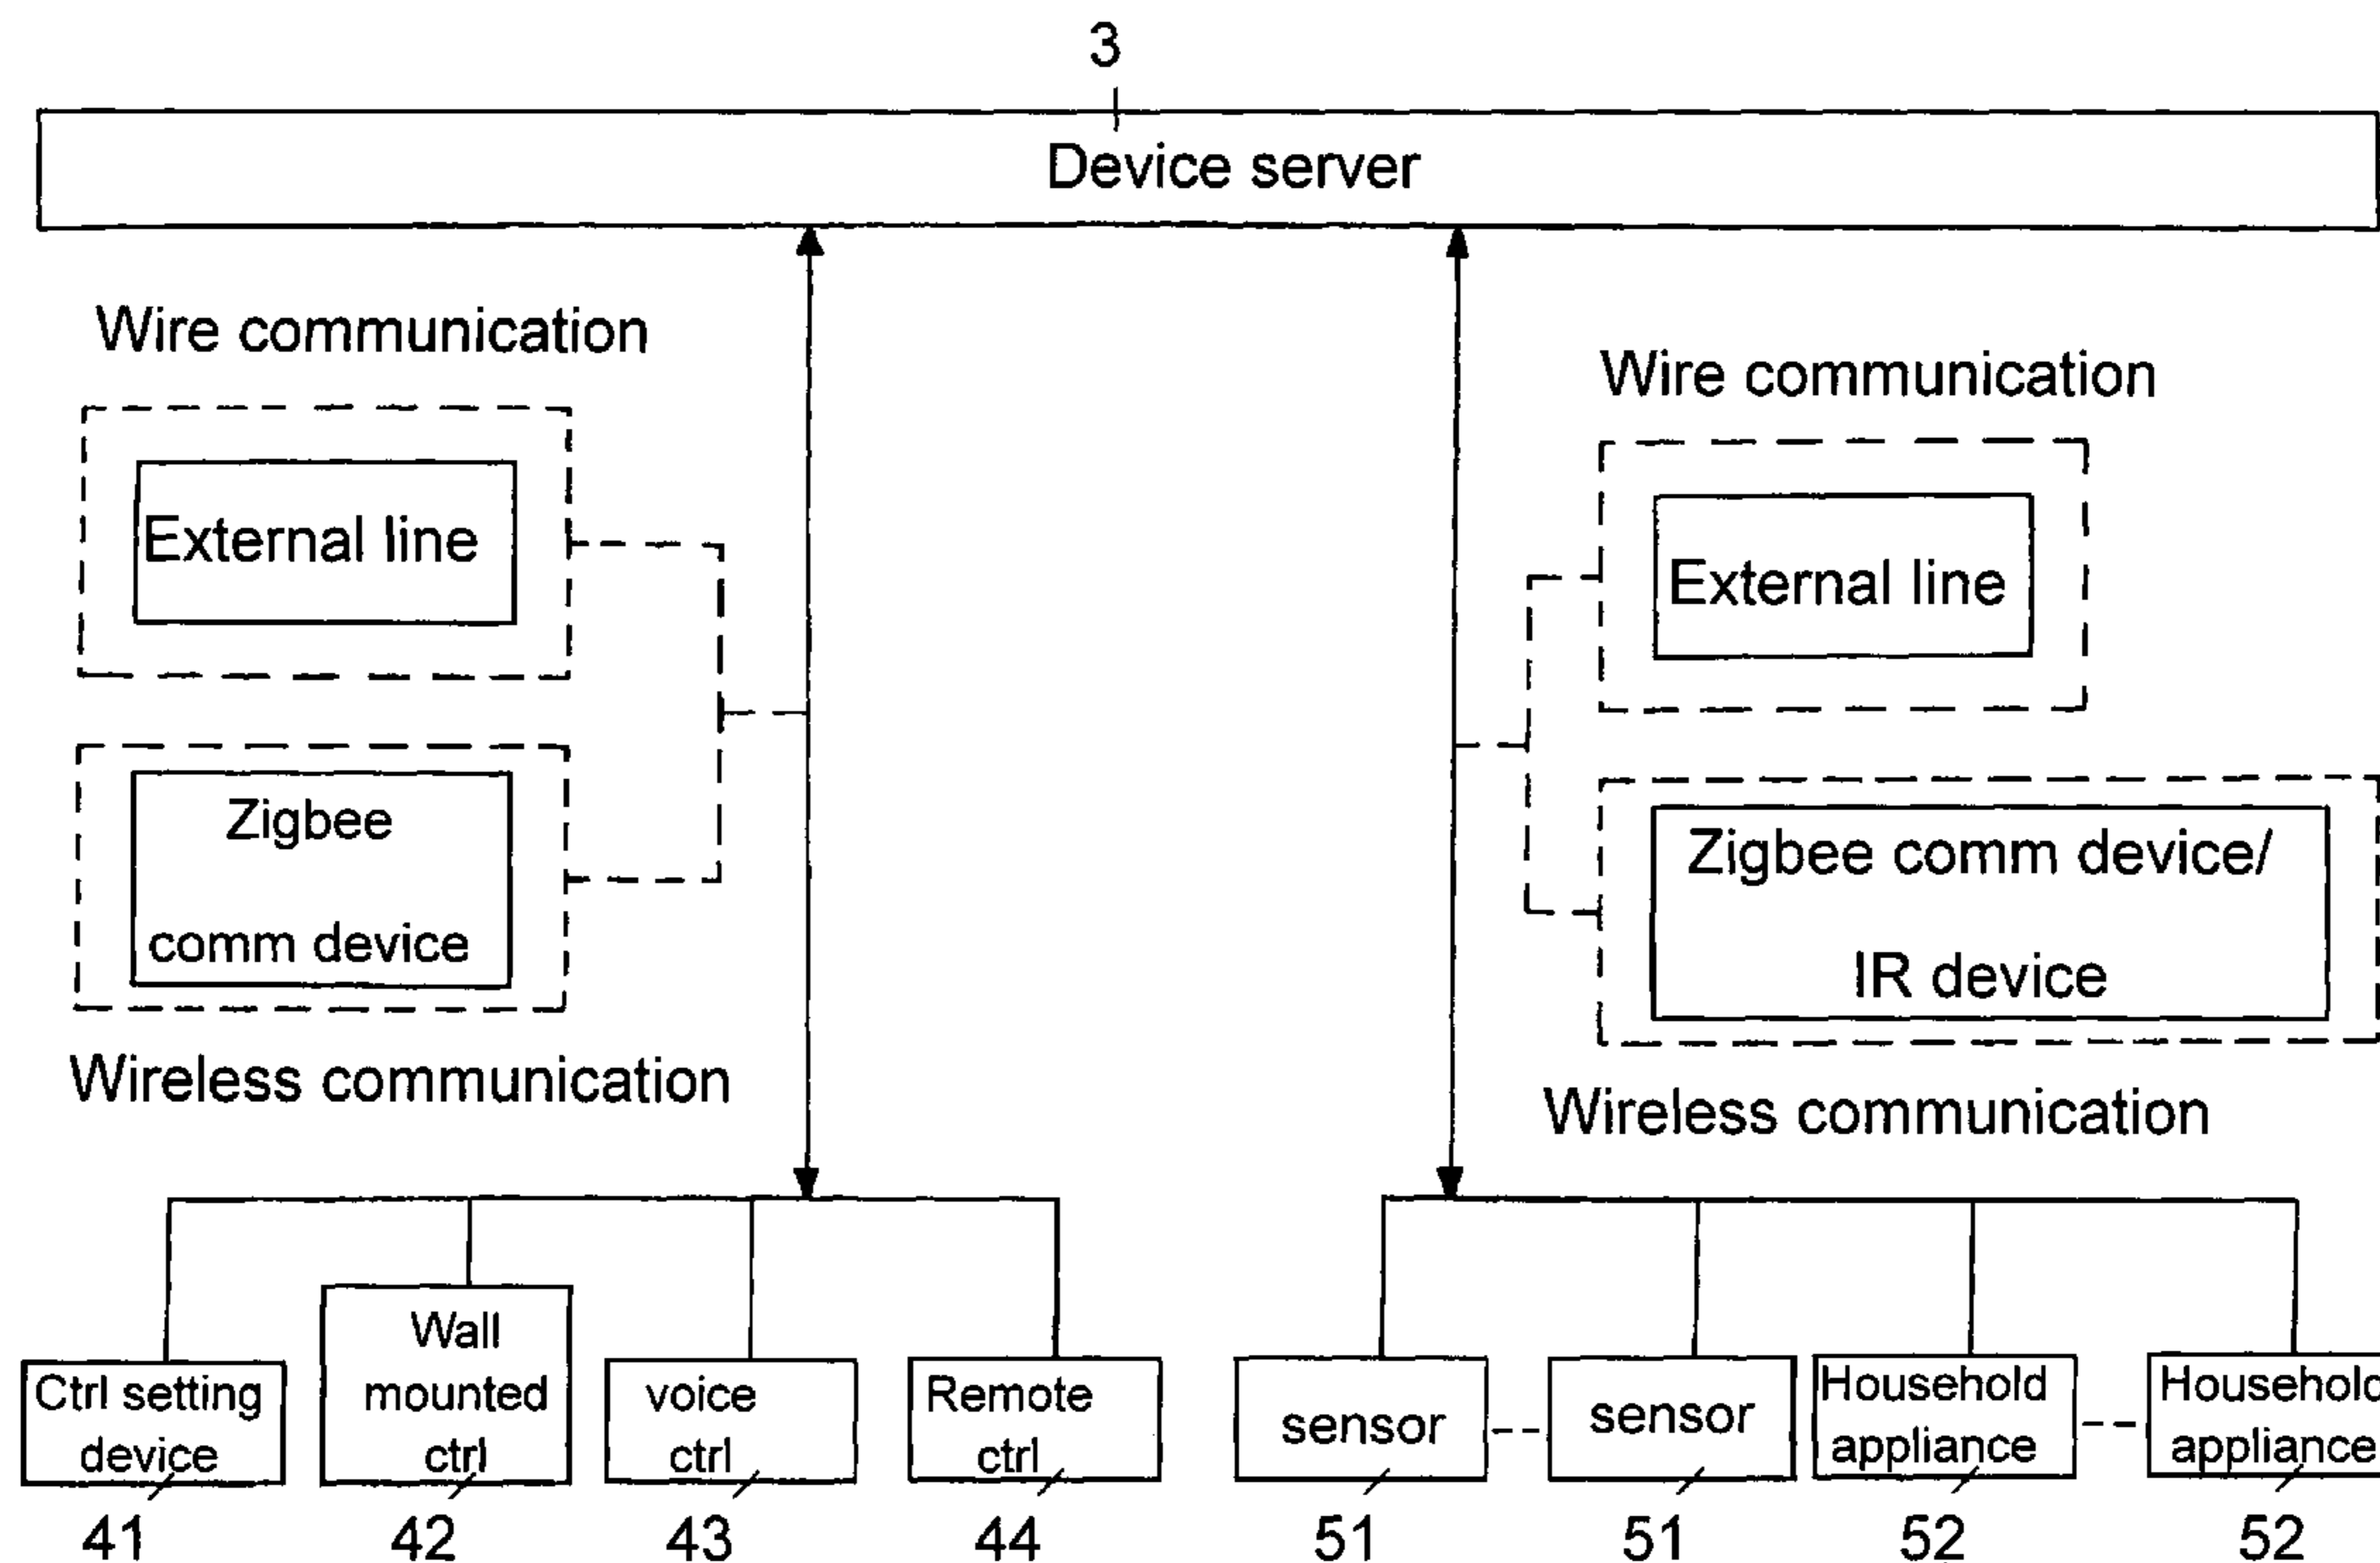 3
Device server
Wire communication
External line
Zigbee
comm device
Wireless communication
Wire communication
External line
Zigbee comm device/
IR device
Wireless communication
Ctrl setting
device
Wall
mounted
ctrl
voice
ctrl
Remote
ctrl
sensor
sensor
Household
appliance
Household
appliance
41
42
43
44
51
51
52
52